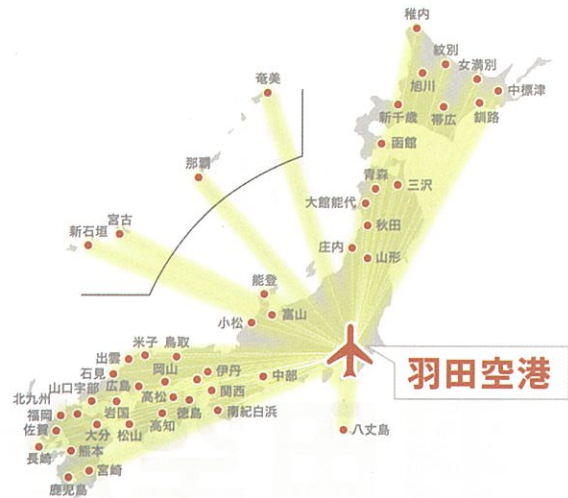 稚内
紋別
女満別
旭川
中標津
新千歳
帯広
釧路
奄美
函館
那覇
青森
三沢
大館能代
宮古
秋田
新石垣
庄内
山形
能登
富山
小松
米子
鳥取
出雲
石見
岡山
伊丹
中部
羽田空港
山口宇部
広島
関西
北九州
高松
福岡
岩国
徳島
南紀白浜
佐賀
大分
松山
高知
八丈島
長崎
熊本
宮崎
鹿児島